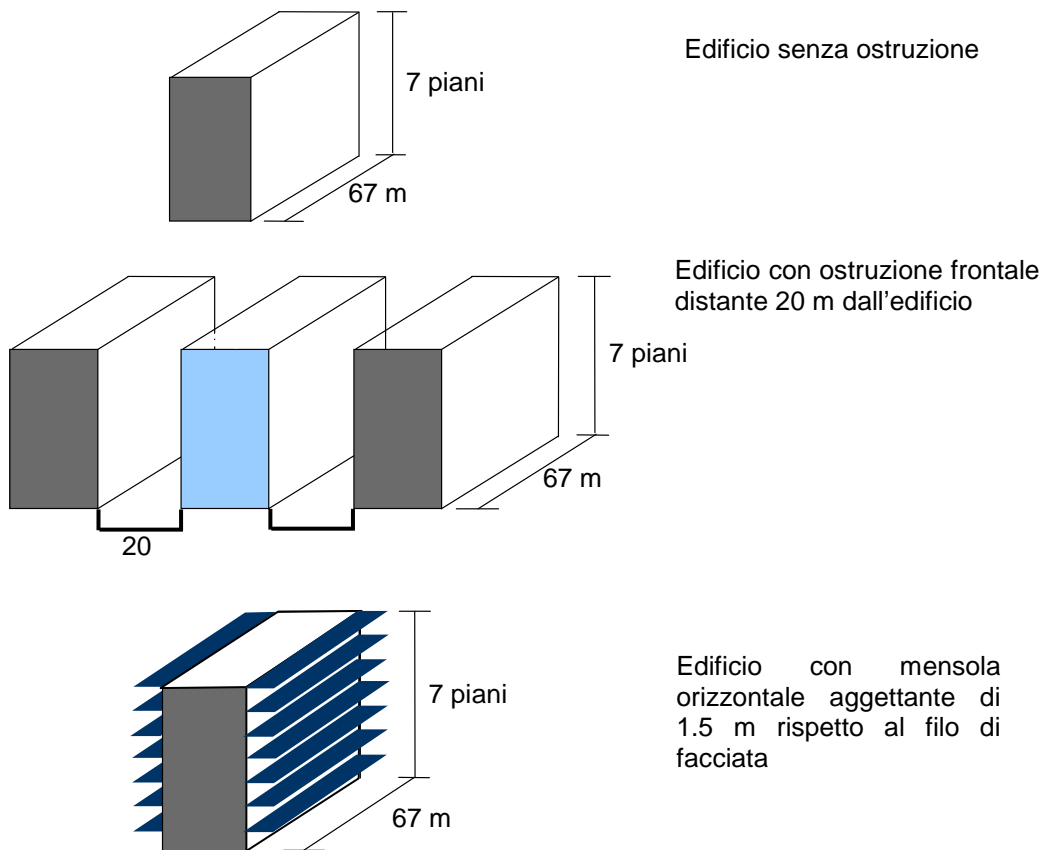 Edificio senza ostruzione
7 piani
67 m
Edificio con ostruzione frontale
distante 20 m dall'edificio
7 piani
67 m
20
Edificio con mensola
orizzontale aggettante di
1.5 m rispetto al filo di
facciata
7 piani
67 m